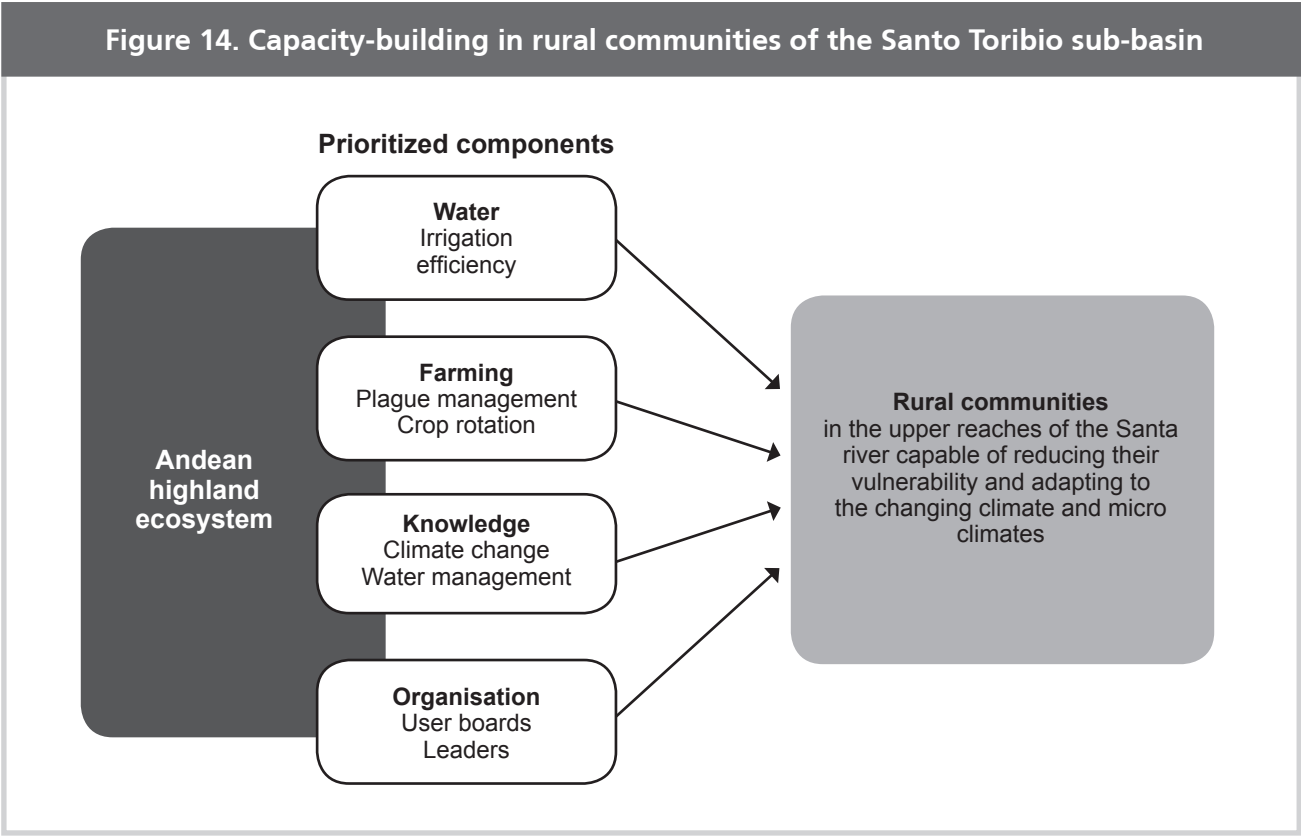 Figure 14. Capacity-building in rural communities of the Santo Toribio sub-basin
Prioritized components
Water
Irrigation
efficiency
Farming
Plague management
Crop rotation
Andean
highland
ecosystem
Knowledge
Climate change
Water management
Organisation
User boards
Leaders
Rural communities
in the upper reaches of the Santa
river capable of reducing their
vulnerability and adapting to
the changing climate and micro
climates